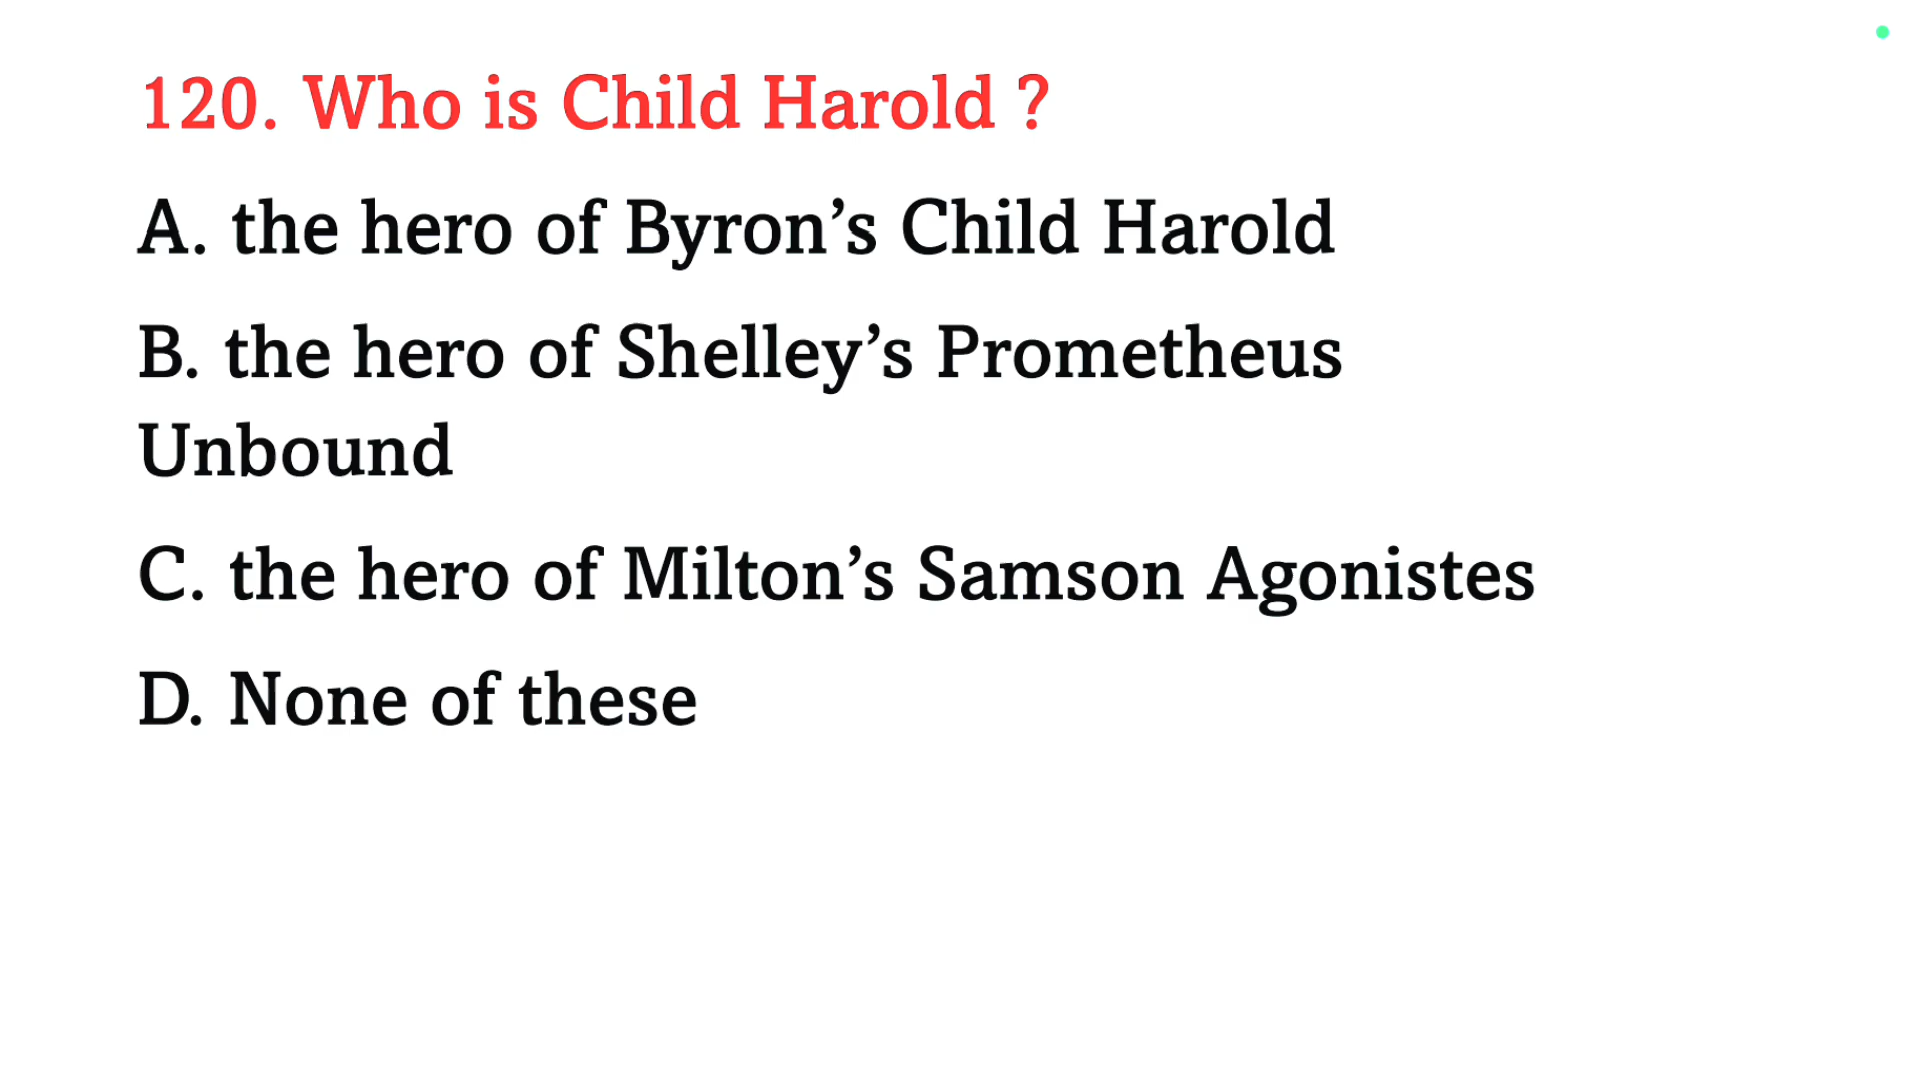 120. Who is Child Harold ?
A. the hero of Byron’s Child Harold
B. the hero of Shelley’s Prometheus
Unbound
C. the hero of Milton’s Samson Agonistes
D. None of these